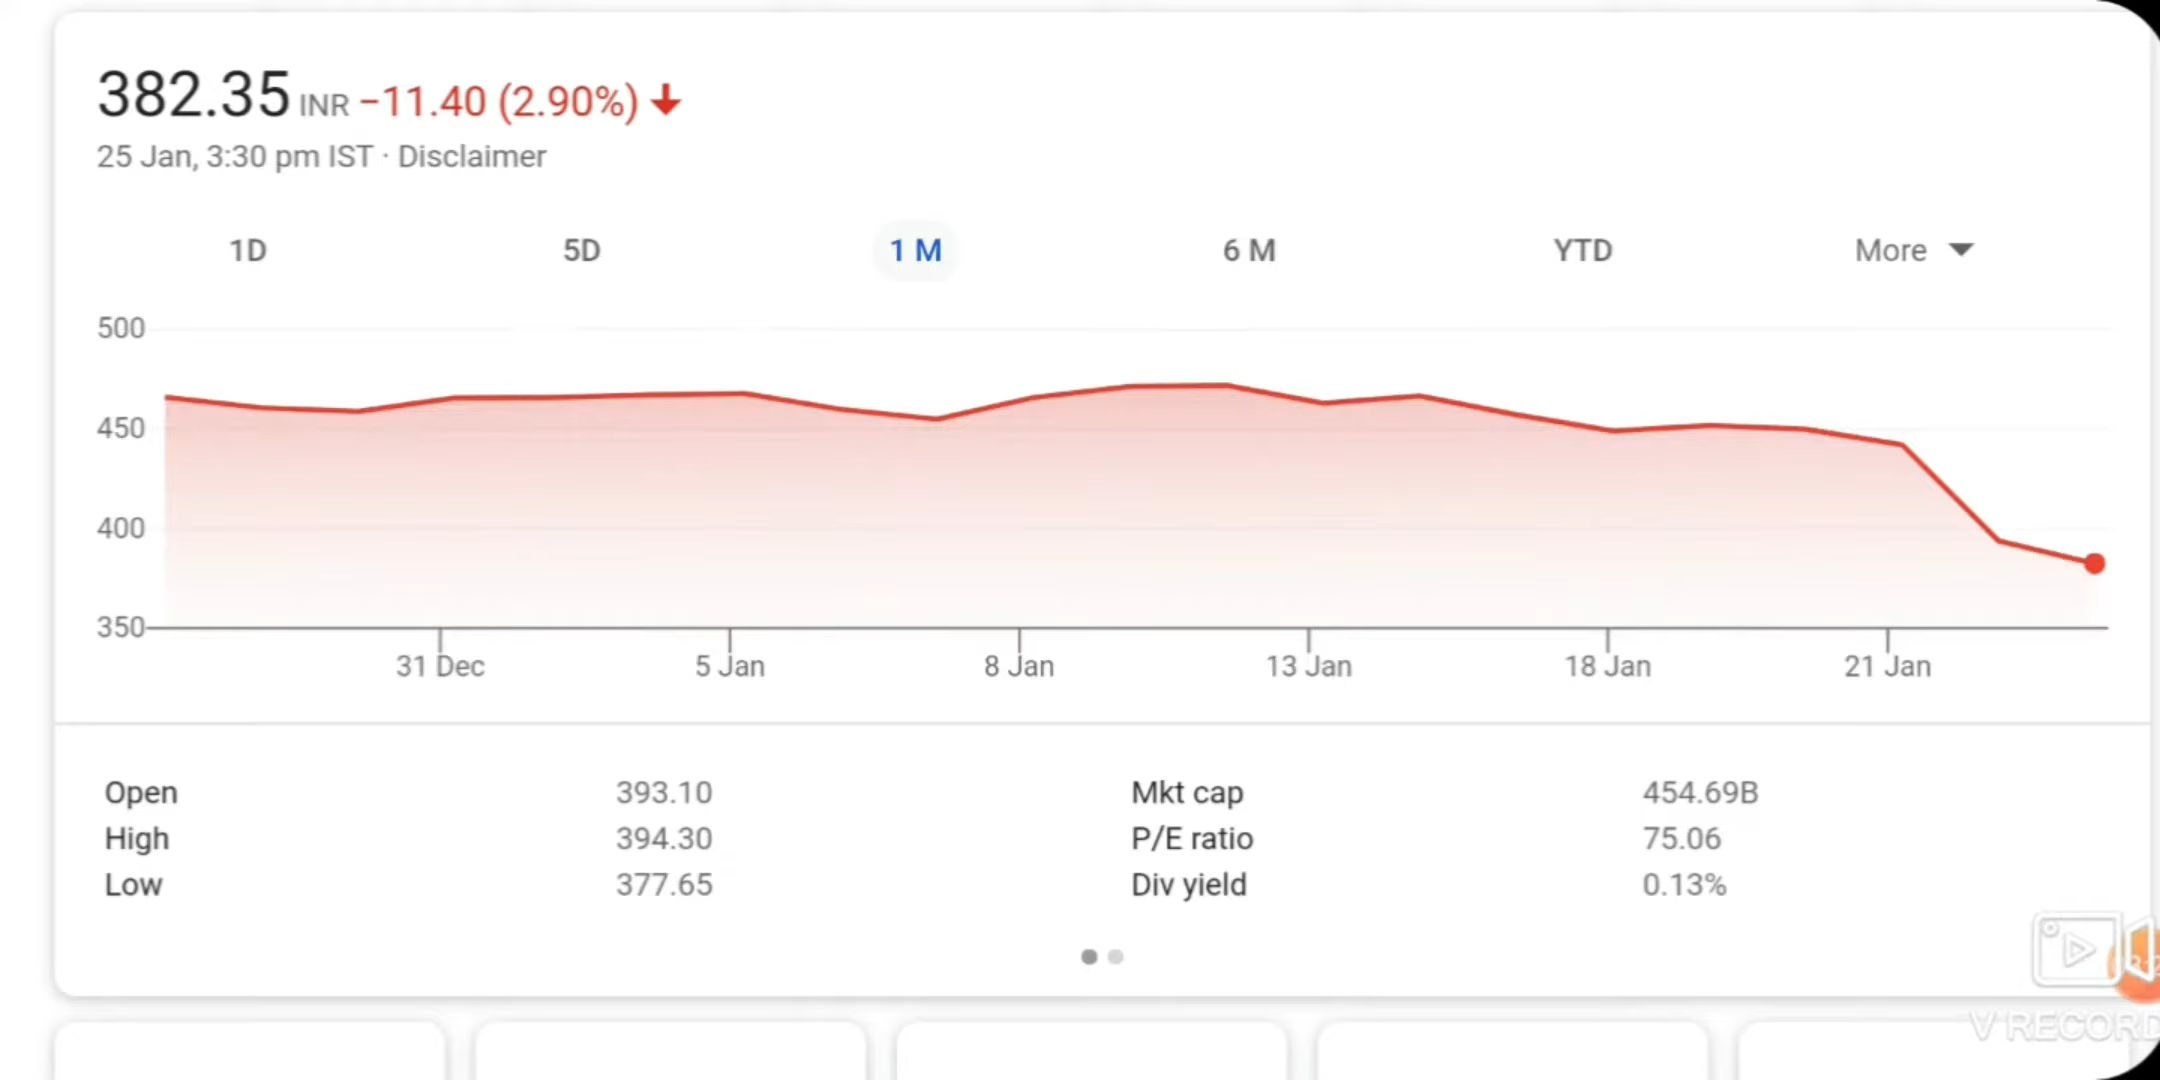 382.35 INR −11.40 (2.90%)
25 Jan, 3:30 pm IST · Disclaimer
1D 5D 1 M 6 M YTD More
500
450
400
350
31 Dec 5 Jan 8 Jan 13 Jan 18 Jan 21 Jan
Open 393.10 Mkt cap 454.69B
High 394.30 P/E ratio 75.06
Low 377.65 Div yield 0.13%
V RECORD